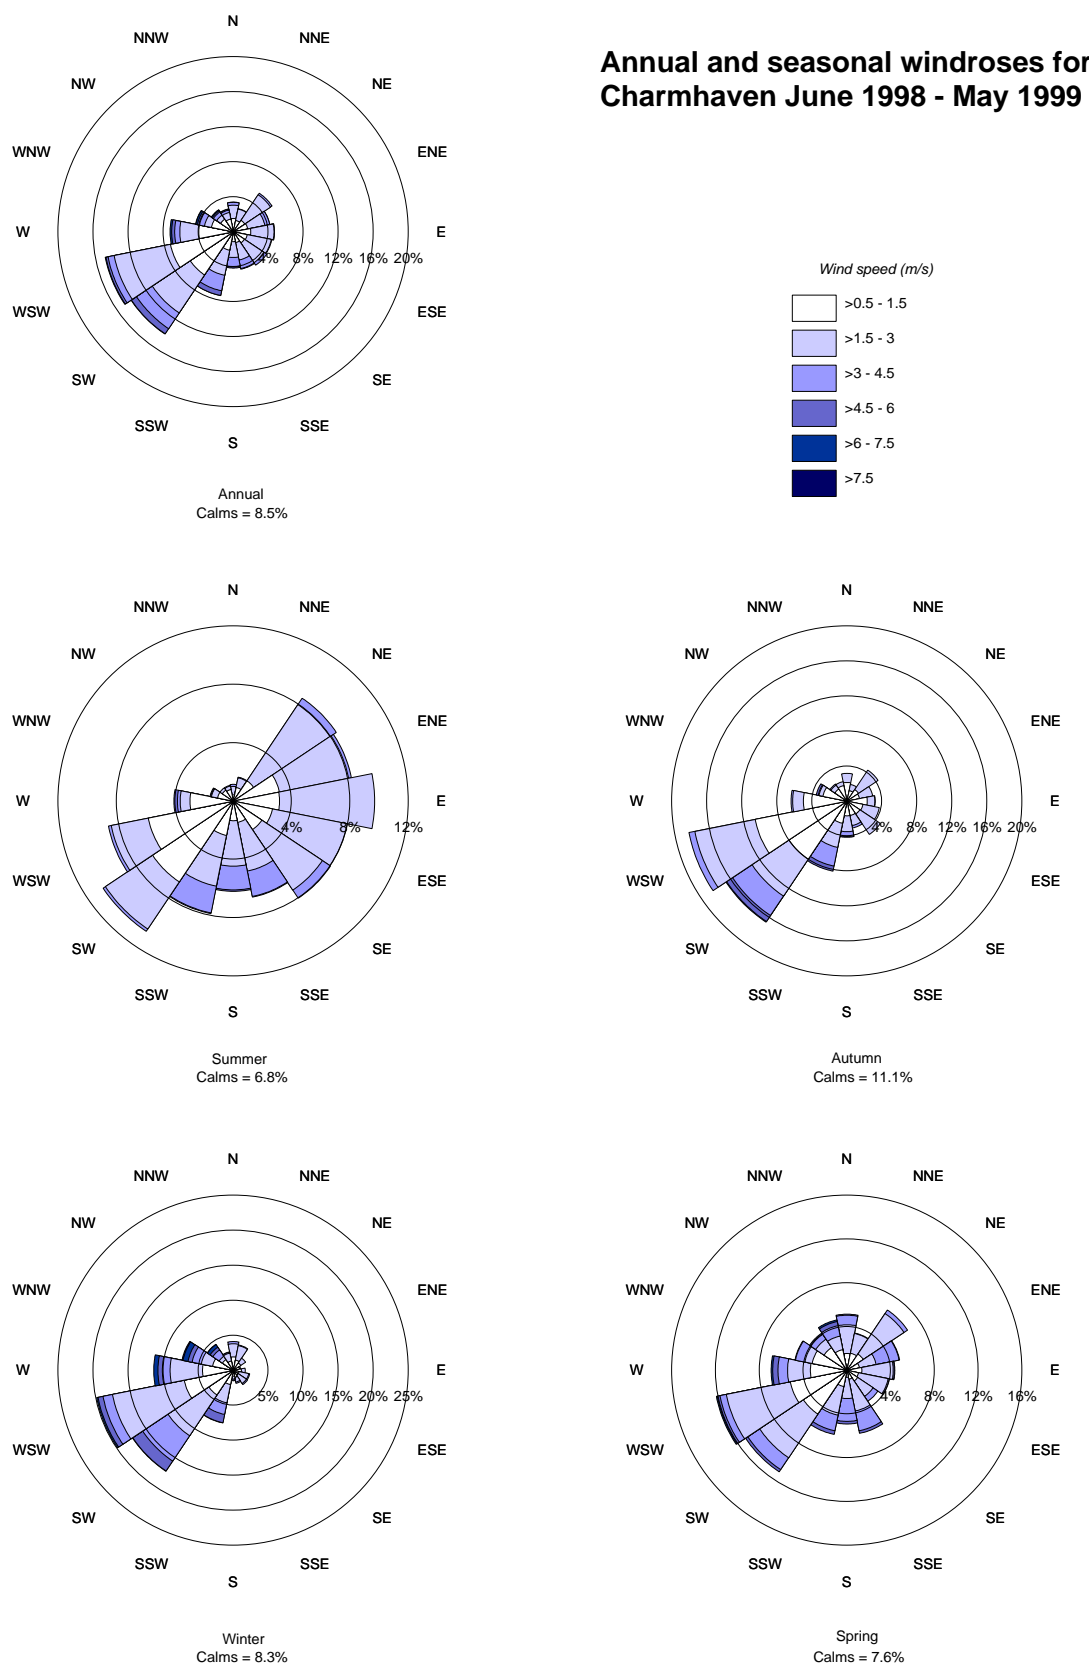 Annual and seasonal windroses for
Charmhaven June 1998 - May 1999
N
NNW NNE
NW NE
WNW ENE
W E
4% 8% 12% 16% 20%
WSW ESE
SW SE
SSW SSE
S
Annual
Calms = 8.5%
Wind speed (m/s)
>0.5 - 1.5
>1.5 - 3
>3 - 4.5
>4.5 - 6
>6 - 7.5
>7.5
N
NNW NNE
NW NE
WNW ENE
W E
4% 8% 12%
WSW ESE
SW SE
SSW SSE
S
Summer
Calms = 6.8%
N
NNW NNE
NW NE
WNW ENE
W E
4% 8% 12% 16% 20%
WSW ESE
SW SE
SSW SSE
S
Autumn
Calms = 11.1%
N
NNW NNE
NW NE
WNW ENE
W E
5% 10% 15% 20% 25%
WSW ESE
SW SE
SSW SSE
S
Winter
Calms = 8.3%
N
NNW NNE
NW NE
WNW ENE
W E
4% 8% 12% 16%
WSW ESE
SW SE
SSW SSE
S
Spring
Calms = 7.6%